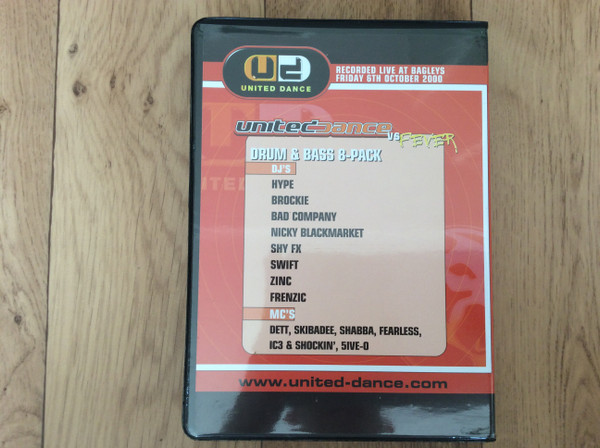 UD
UNITED DANCE
RECORDED LIVE AT BAGLEYS
FRIDAY 6TH OCTOBER 2000
unitedDance
VS FEVER
DRUM & BASS 8-PACK
DJ'S
HYPE
BROCKIE
BAD COMPANY
NICKY BLACKMARKET
SHY FX
SWIFT
ZINC
FRENZIC
MC'S
DETT, SKIBADEE, SHABBA, FEARLESS,
IC3 & SHOCKIN', 5IVE-O
www.united-dance.com